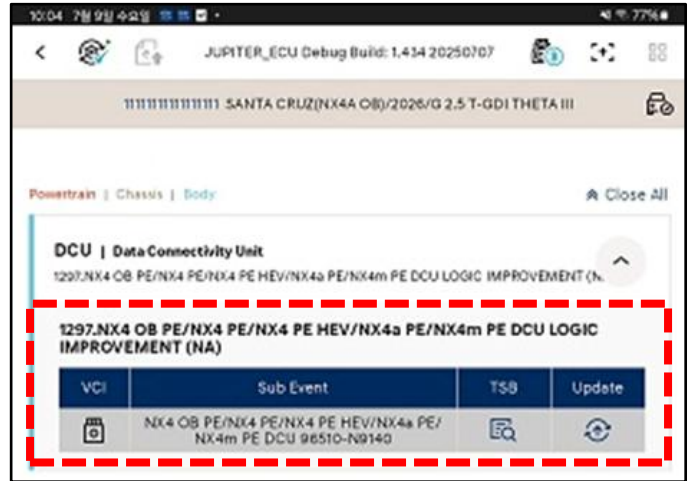 10:04 7월 9일 수요일
77%
JUPITER_ECU Debug Build: 1.434 20250707
11111111111111111 SANTA CRUZ(NX4A OB)/2026/G 2.5 T-GDI THETA III
Powertrain | Chassis | Body
Close All
DCU | Data Connectivity Unit
1297.NX4 OB PE/NX4 PE/NX4 PE HEV/NX4a PE/NX4m PE DCU LOGIC IMPROVEMENT
1297.NX4 OB PE/NX4 PE/NX4 PE HEV/NX4a PE/NX4m PE DCU LOGIC
IMPROVEMENT (NA)
VCI Sub Event TSB Update
NX4 OB PE/NX4 PE/NX4 PE HEV/NX4a PE/
NX4m PE DCU 96510-N9140